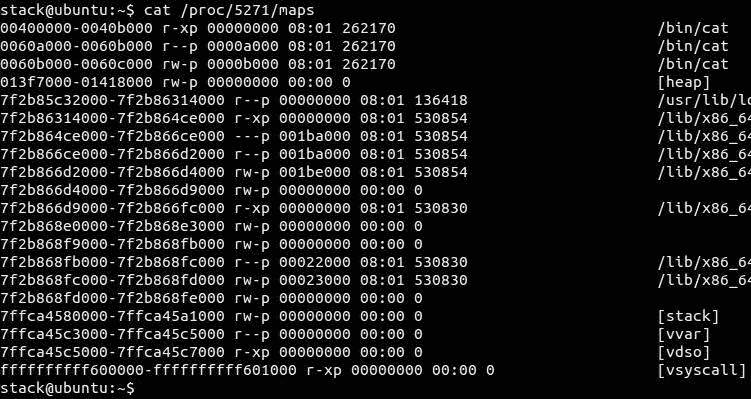 stack@ubuntu:~$ cat /proc/5271/maps
00400000-0040b000 r-xp 00000000 08:01 262170 /bin/cat
0060a000-0060b000 r--p 0000a000 08:01 262170 /bin/cat
0060b000-0060c000 rw-p 0000b000 08:01 262170 /bin/cat
013f7000-01418000 rw-p 00000000 00:00 0 [heap]
7f2b85c32000-7f2b86314000 r--p 00000000 08:01 136418 /usr/lib/lo
7f2b86314000-7f2b864ce000 r-xp 00000000 08:01 530854 /lib/x86_64
7f2b864ce000-7f2b866ce000 ---p 001ba000 08:01 530854 /lib/x86_64
7f2b866ce000-7f2b866d2000 r--p 001ba000 08:01 530854 /lib/x86_64
7f2b866d2000-7f2b866d4000 rw-p 001be000 08:01 530854 /lib/x86_64
7f2b866d4000-7f2b866d9000 rw-p 00000000 00:00 0
7f2b866d9000-7f2b866fc000 r-xp 00000000 08:01 530830 /lib/x86_64
7f2b868e0000-7f2b868e3000 rw-p 00000000 00:00 0
7f2b868f9000-7f2b868fb000 rw-p 00000000 00:00 0
7f2b868fb000-7f2b868fc000 r--p 00022000 08:01 530830 /lib/x86_64
7f2b868fc000-7f2b868fd000 rw-p 00023000 08:01 530830 /lib/x86_64
7f2b868fd000-7f2b868fe000 rw-p 00000000 00:00 0
7ffca4580000-7ffca45a1000 rw-p 00000000 00:00 0 [stack]
7ffca45c3000-7ffca45c5000 r--p 00000000 00:00 0 [vvar]
7ffca45c5000-7ffca45c7000 r-xp 00000000 00:00 0 [vdso]
ffffffffff600000-ffffffffff601000 r-xp 00000000 00:00 0 [vsyscall]
stack@ubuntu:~$